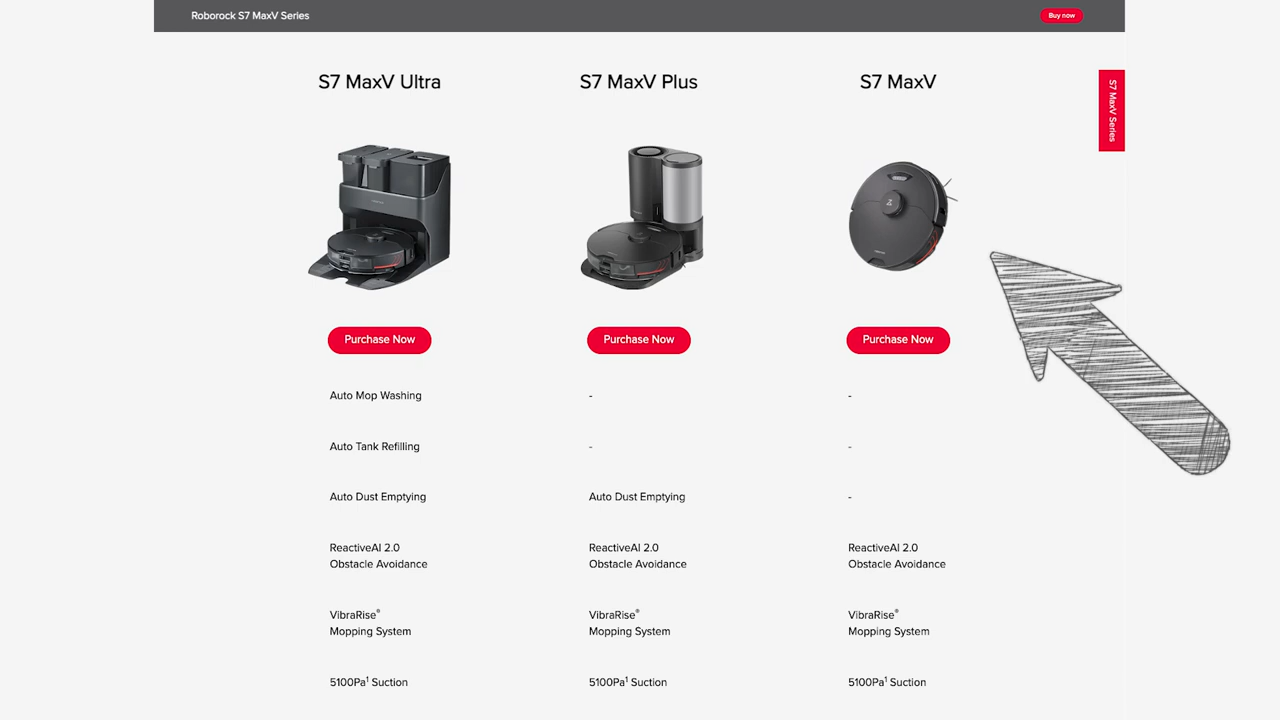 Roborock S7 MaxV Series
Buy now
S7 MaxV Series
S7 MaxV Ultra
S7 MaxV Plus
S7 MaxV
Purchase Now
Purchase Now
Purchase Now
Auto Mop Washing
-
-
Auto Tank Refilling
-
-
Auto Dust Emptying
Auto Dust Emptying
-
ReactiveAI 2.0
Obstacle Avoidance
ReactiveAI 2.0
Obstacle Avoidance
ReactiveAI 2.0
Obstacle Avoidance
VibraRise®
Mopping System
VibraRise®
Mopping System
VibraRise®
Mopping System
5100Pa¹ Suction
5100Pa¹ Suction
5100Pa¹ Suction